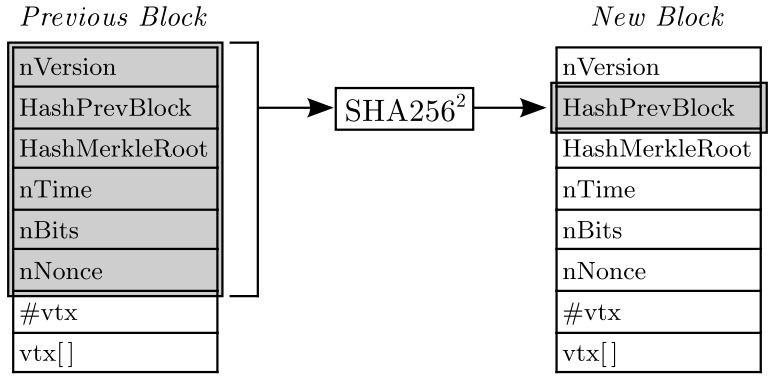 Previous Block
nVersion
HashPrevBlock
HashMerkleRoot
nTime
nBits
nNonce
#vtx
vtx[]
SHA256²
New Block
nVersion
HashPrevBlock
HashMerkleRoot
nTime
nBits
nNonce
#vtx
vtx[]